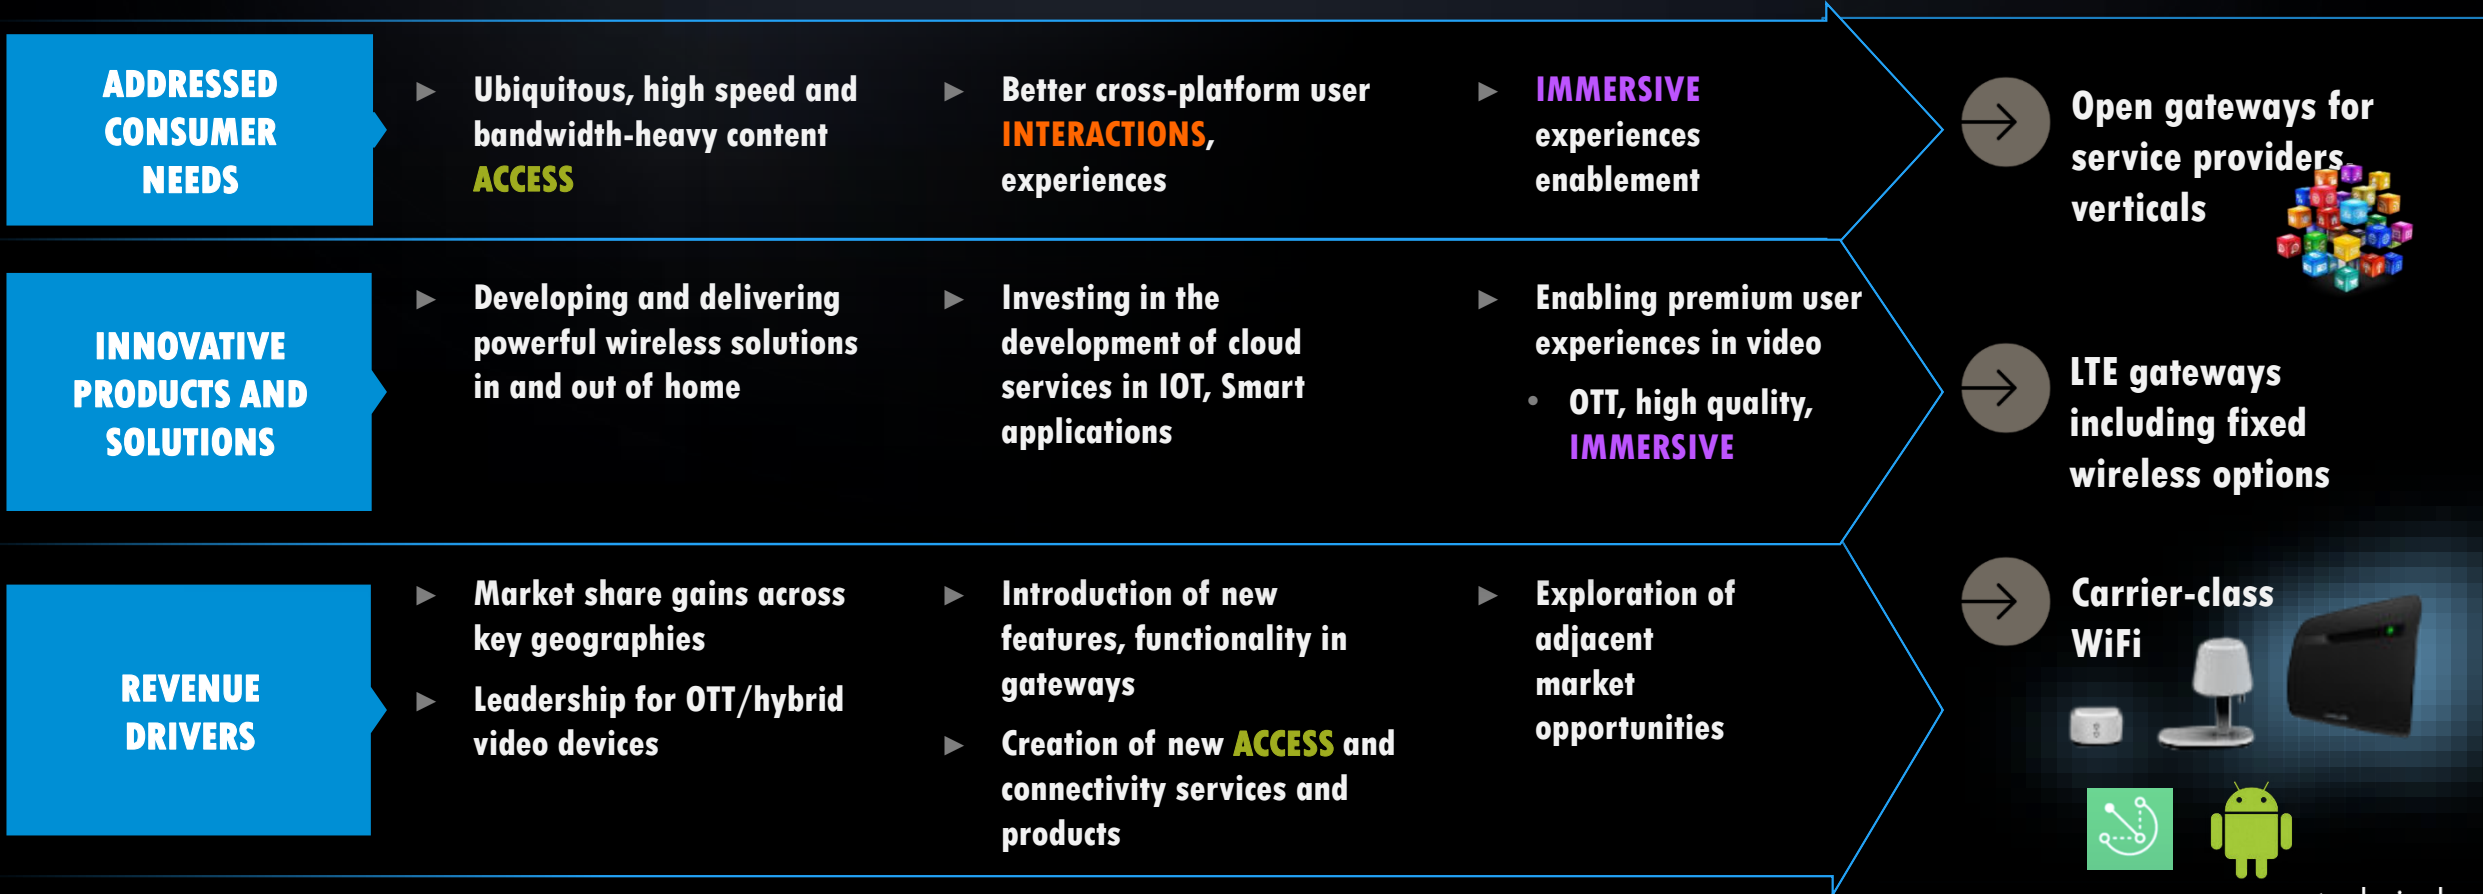 ADDRESSED
CONSUMER
NEEDS
Ubiquitous, high speed and
bandwidth-heavy content
ACCESS
Better cross-platform user
INTERACTIONS,
experiences
IMMERSIVE
experiences
enablement
Open gateways for
service providers,
verticals
INNOVATIVE
PRODUCTS AND
SOLUTIONS
Developing and delivering
powerful wireless solutions
in and out of home
Investing in the
development of cloud
services in IOT, Smart
applications
Enabling premium user
experiences in video
• OTT, high quality,
IMMERSIVE
LTE gateways
including fixed
wireless options
REVENUE
DRIVERS
Market share gains across
key geographies
Leadership for OTT/hybrid
video devices
Introduction of new
features, functionality in
gateways
Creation of new ACCESS and
connectivity services and
products
Exploration of
adjacent
market
opportunities
Carrier-class
WiFi